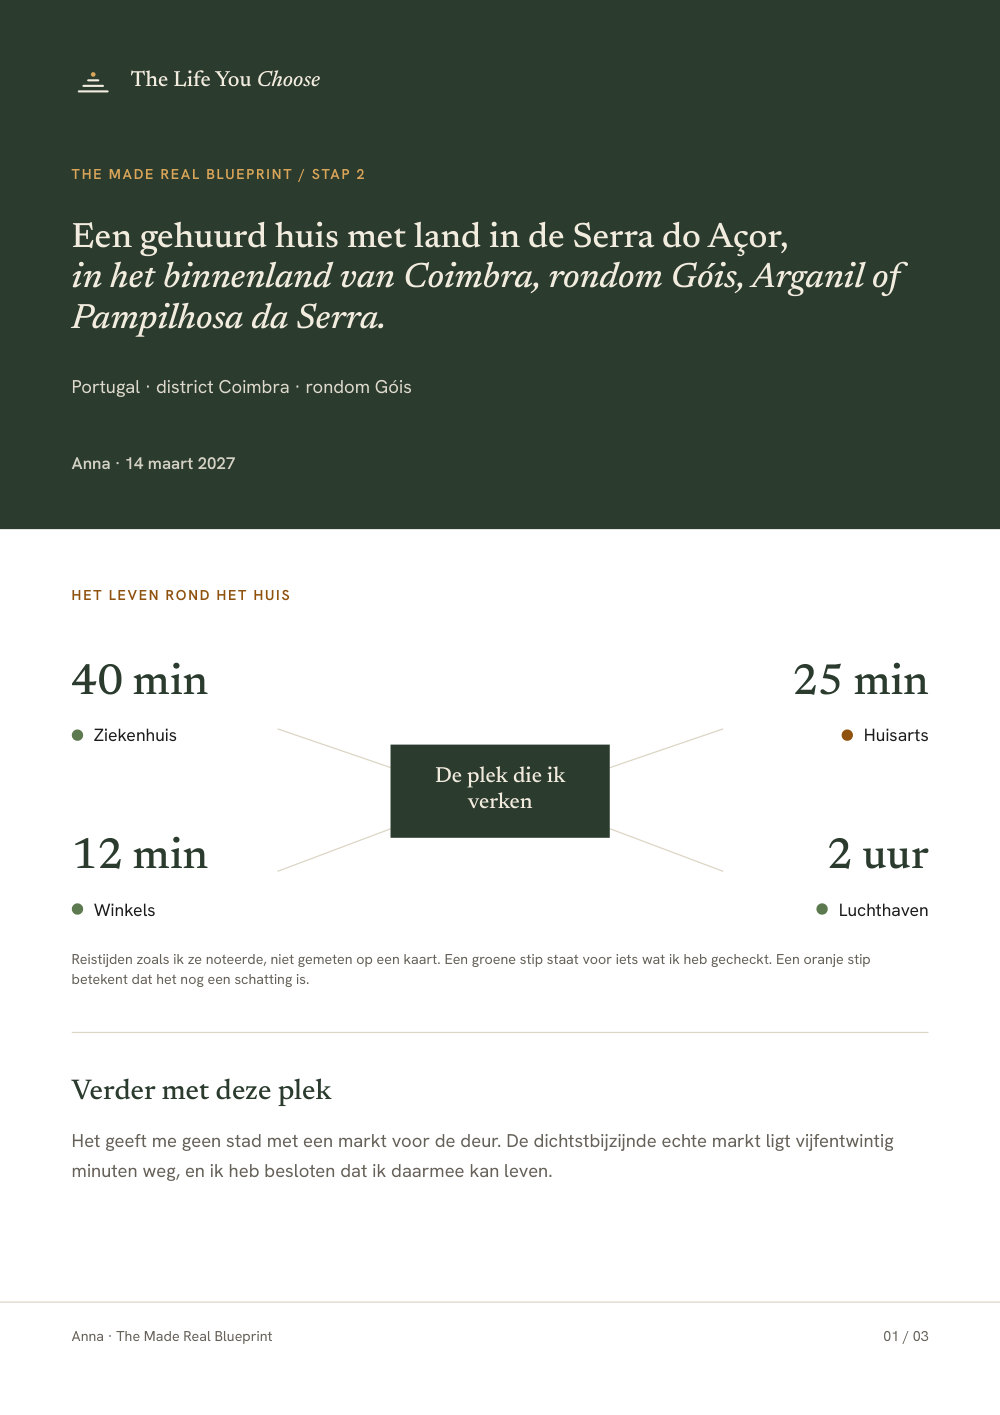 The Life You Choose
THE MADE REAL BLUEPRINT / STAP 2
Een gehuurd huis met land in de Serra do Açor,
in het binnenland van Coimbra, rondom Góis, Arganil of
Pampilhosa da Serra.
Portugal · district Coimbra · rondom Góis
Anna · 14 maart 2027
HET LEVEN ROND HET HUIS
40 min
Ziekenhuis
25 min
Huisarts
De plek die ik
verken
12 min
Winkels
2 uur
Luchthaven
Reistijden zoals ik ze noteerde, niet gemeten op een kaart. Een groene stip staat voor iets wat ik heb gecheckt. Een oranje stip
betekent dat het nog een schatting is.
Verder met deze plek
Het geeft me geen stad met een markt voor de deur. De dichtstbijzijnde echte markt ligt vijfentwintig
minuten weg, en ik heb besloten dat ik daarmee kan leven.
Anna · The Made Real Blueprint
01 / 03